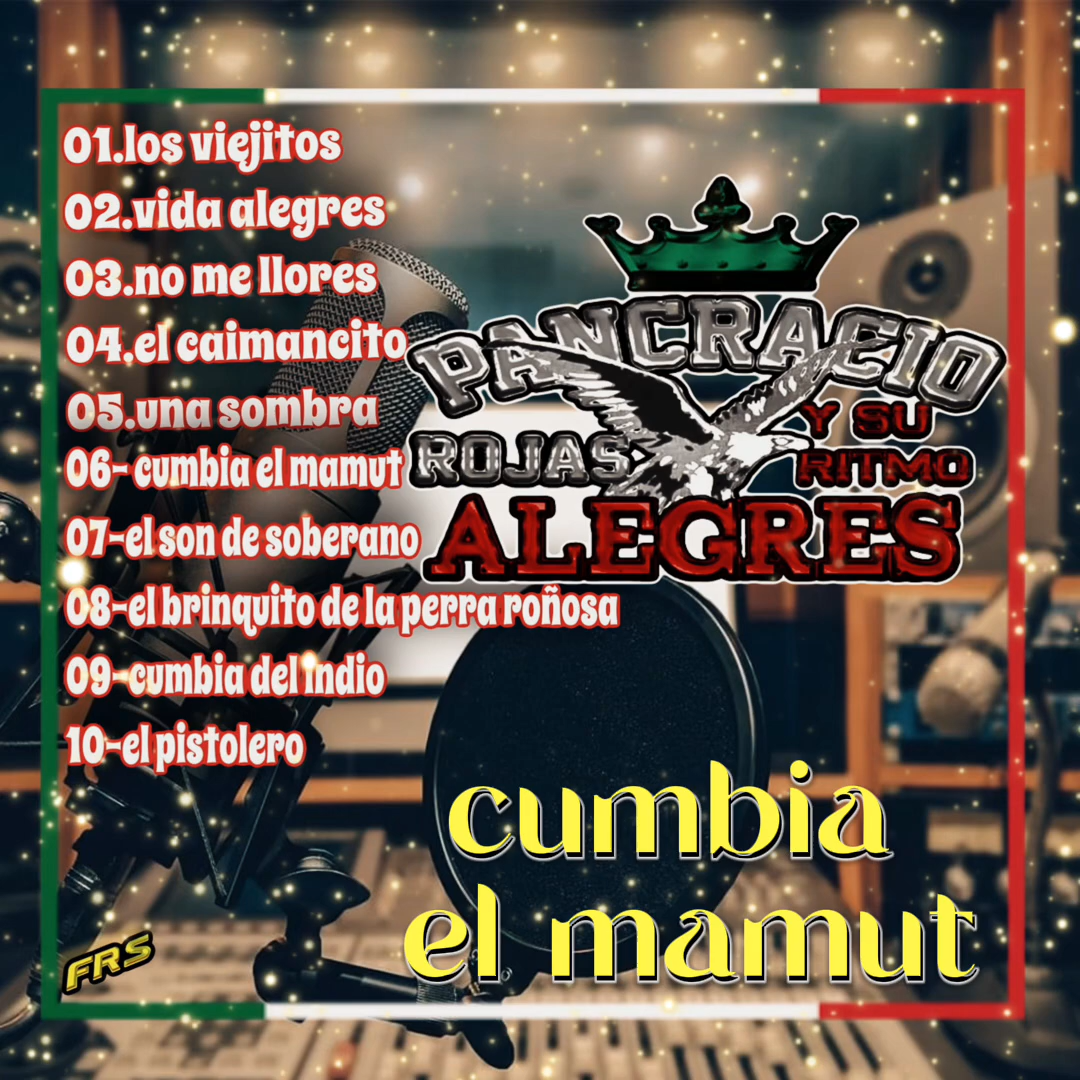 01.los viejitos
02.vida alegres
03.no me llores
04.el caimancito
05.una sombra
06- cumbia el mamut
07-el son de soberano
08-el brinquito de la perra roñosa
09-cumbia del indio
10-el pistolero
PANCRACIO
ROJAS
Y SU
RITMO
ALEGRES
cumbia
el mamut
FRS